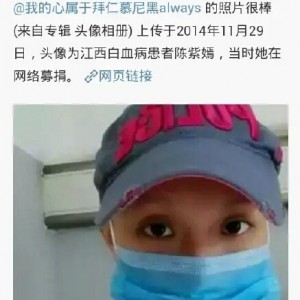 @我的心属于拜仁慕尼黑always 的照片很棒
(来自专辑 头像相册) 上传于2014年11月29
日，头像为江西白血病患者陈紫嫣，当时她在
网络募捐。网页链接